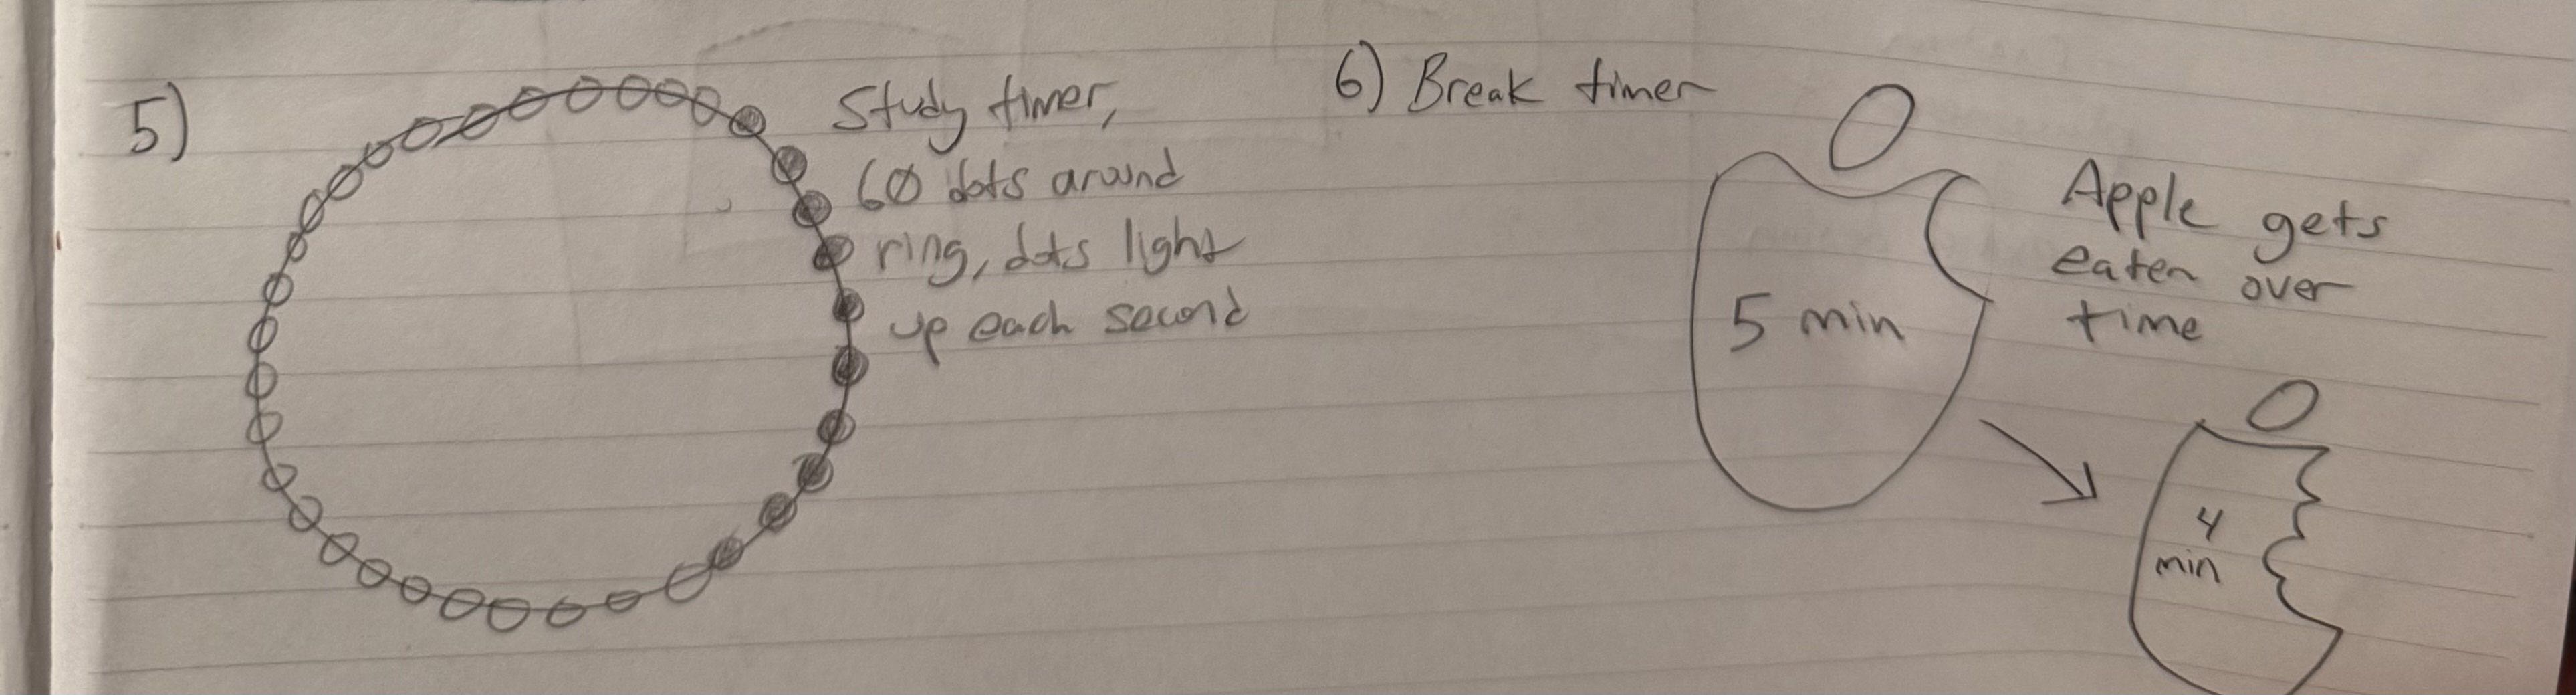 5)
Study timer,
60 dots around
ring, dots light
up each second
6) Break timer
5 min
Apple gets
eaten over
time
4
min